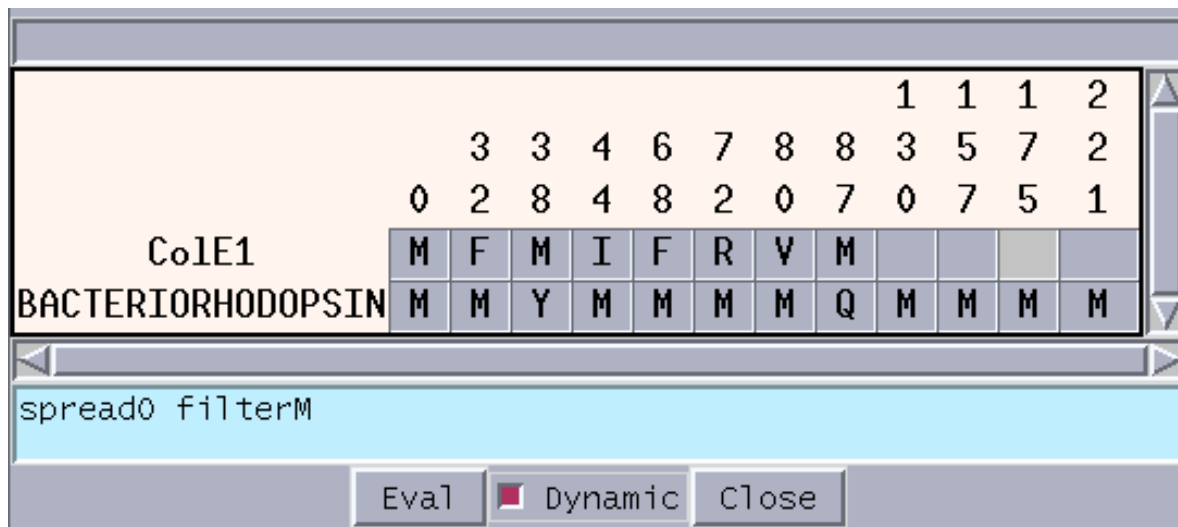 1 1 1 2
3 3 4 6 7 8 8 3 5 7 2
0 2 8 4 8 2 0 7 0 7 5 1
ColE1 M F M I F R V M
BACTERIORHODOPSIN M M Y M M M M Q M M M M
spread0 filterM
Eval Dynamic Close